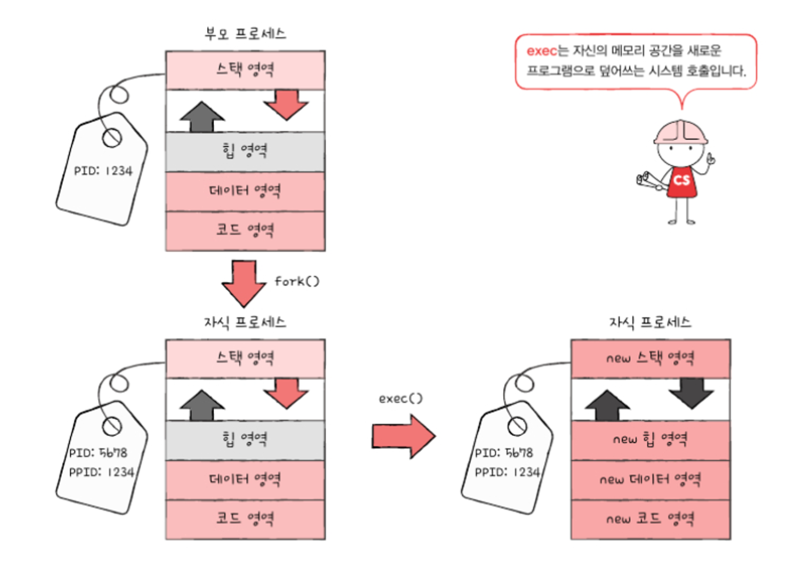 부모 프로세스
스택 영역
힙 영역
데이터 영역
코드 영역
PID: 1234
exec는 자신의 메모리 공간을 새로운
프로그램으로 덮어쓰는 시스템 호출입니다.
CS
fork()
자식 프로세스
스택 영역
힙 영역
데이터 영역
코드 영역
PID: 5678
PPID: 1234
exec()
자식 프로세스
new 스택 영역
new 힙 영역
new 데이터 영역
new 코드 영역
PID: 5678
PPID: 1234